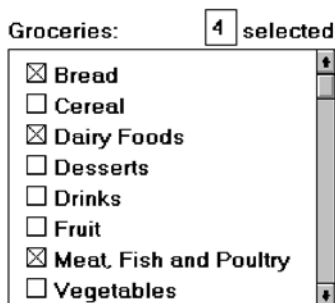 Groceries: 4 selected
Bread
Cereal
Dairy Foods
Desserts
Drinks
Fruit
Meat, Fish and Poultry
Vegetables